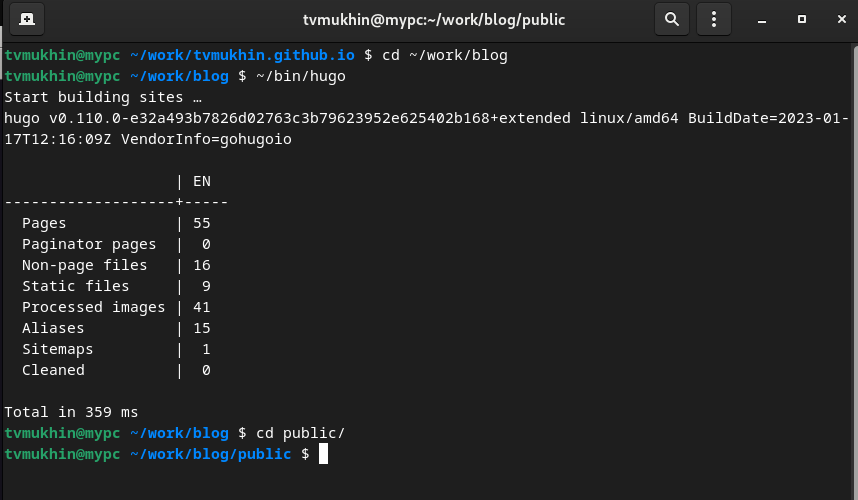 tvmukhin@mypc:~/work/blog/public
tvmukhin@mypc ~/work/tvmukhin.github.io $ cd ~/work/blog
tvmukhin@mypc ~/work/blog $ ~/bin/hugo
Start building sites …
hugo v0.110.0-e32a493b7826d02763c3b79623952e625402b168+extended linux/amd64 BuildDate=2023-01-
17T12:16:09Z VendorInfo=gohugoio
                   | EN
-------------------+-----
  Pages            | 55
  Paginator pages  |  0
  Non-page files   | 16
  Static files     |  9
  Processed images | 41
  Aliases          | 15
  Sitemaps         |  1
  Cleaned          |  0
Total in 359 ms
tvmukhin@mypc ~/work/blog $ cd public/
tvmukhin@mypc ~/work/blog/public $